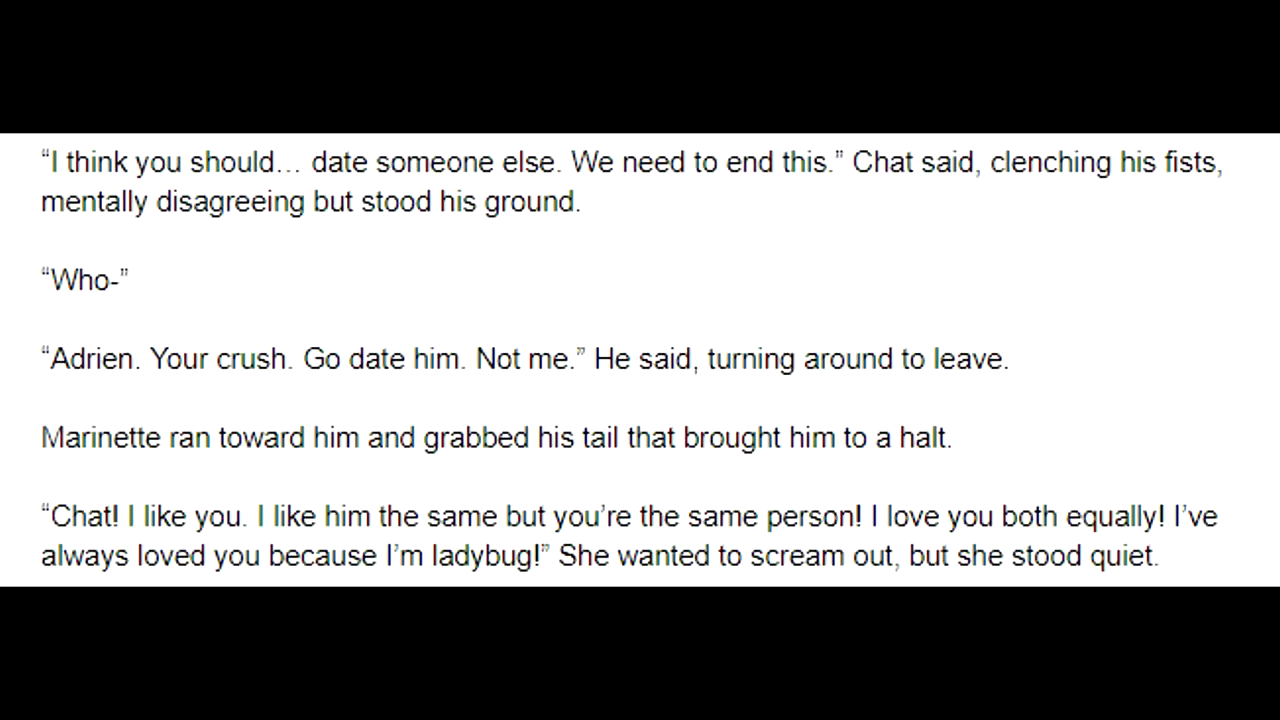 “I think you should… date someone else. We need to end this.” Chat said, clenching his fists,
mentally disagreeing but stood his ground.
“Who-”
“Adrien. Your crush. Go date him. Not me.” He said, turning around to leave.
Marinette ran toward him and grabbed his tail that brought him to a halt.
“Chat! I like you. I like him the same but you’re the same person! I love you both equally! I’ve
always loved you because I’m ladybug!” She wanted to scream out, but she stood quiet.